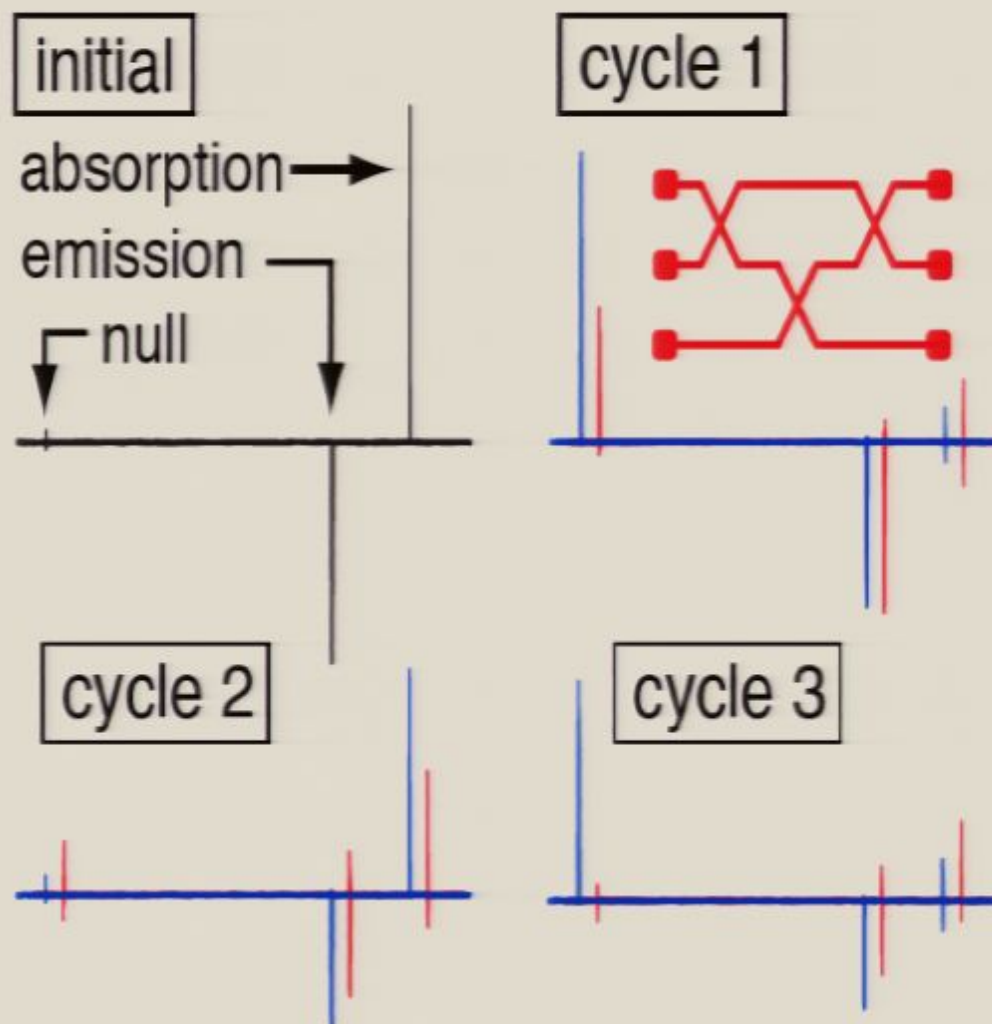 initial
absorption
emission
null
cycle 1
cycle 2
cycle 3